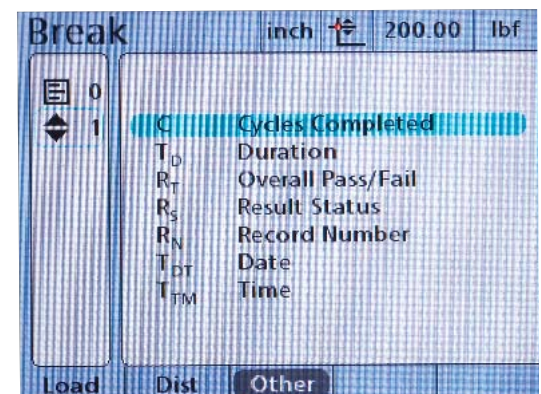 Break inch 200.00 lbf
0
1
C Cycles Completed
TD Duration
RT Overall Pass/Fail
RS Result Status
RN Record Number
TDT Date
TTM Time
Load Dist Other